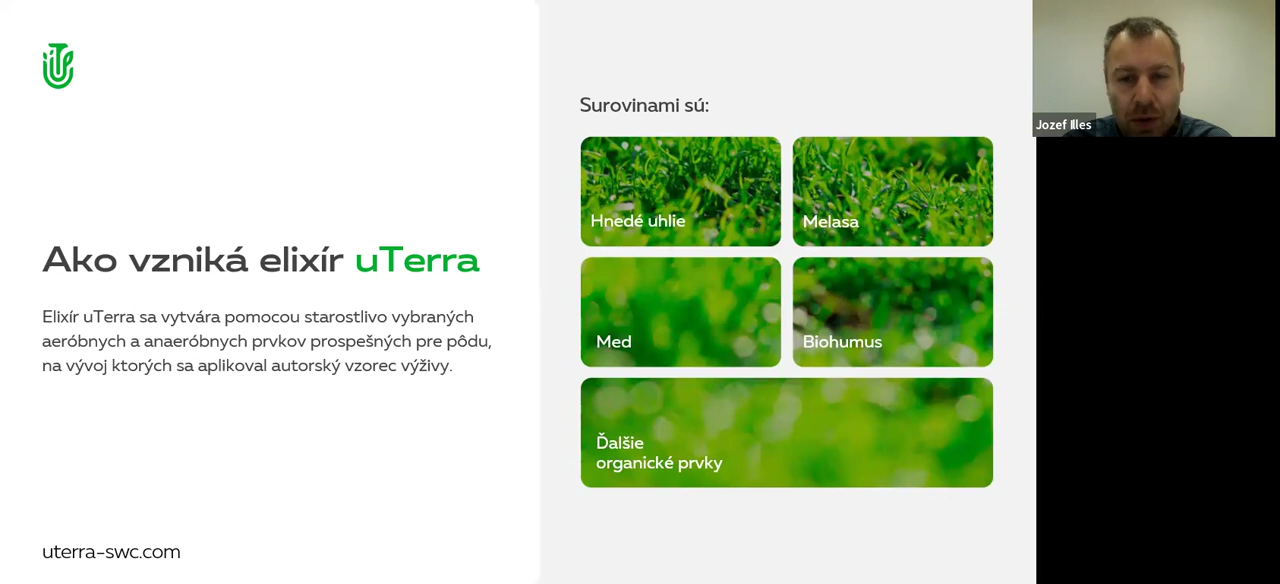 Ako vzniká elixír uTerra
Elixír uTerra sa vytvára pomocou starostlivo vybraných
aeróbnych a anaeróbnych prvkov prospešných pre pôdu,
na vývoj ktorých sa aplikoval autorský vzorec výživy.
uterra-swc.com
Surovinami sú:
Hnedé uhlie
Melasa
Med
Biohumus
Ďalšie
organické prvky
Jozef Illes